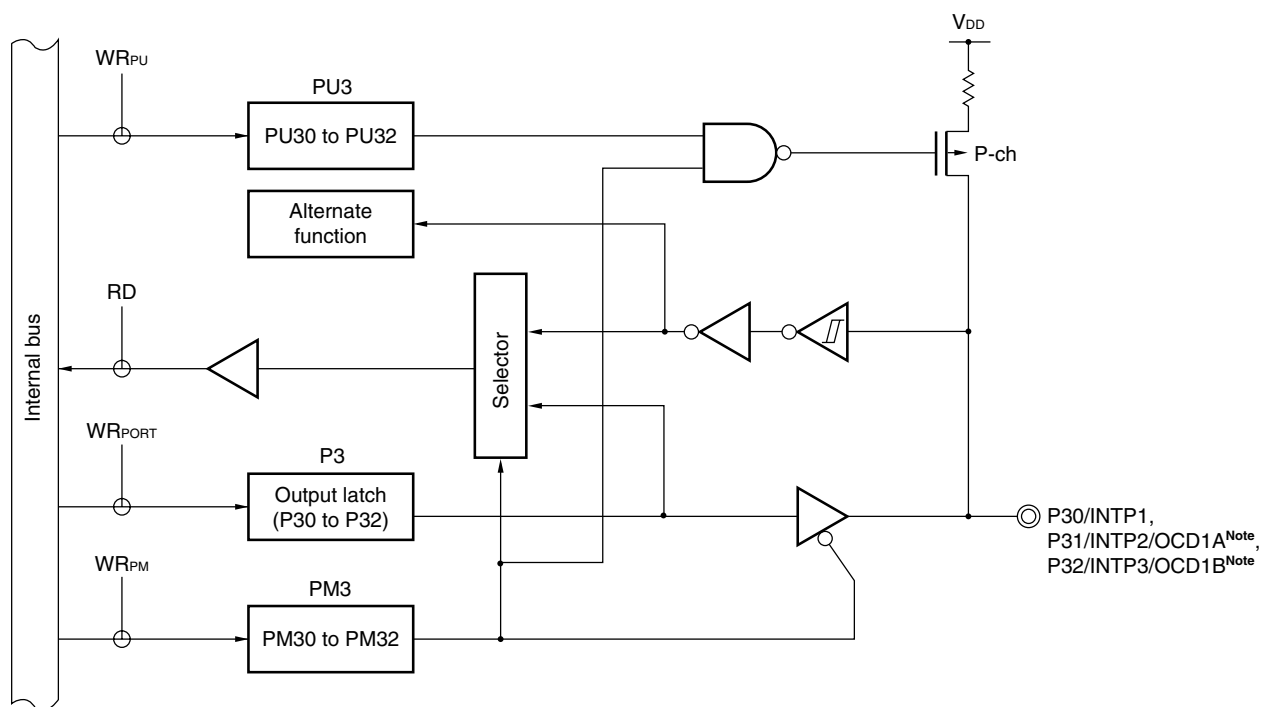 VDD
WRPU
PU3
PU30 to PU32
P-ch
Alternate
function
RD
Internal bus
Selector
WRPORT
P3
Output latch
(P30 to P32)
P30/INTP1,
P31/INTP2/OCD1ANote,
P32/INTP3/OCD1BNote
WRPM
PM3
PM30 to PM32